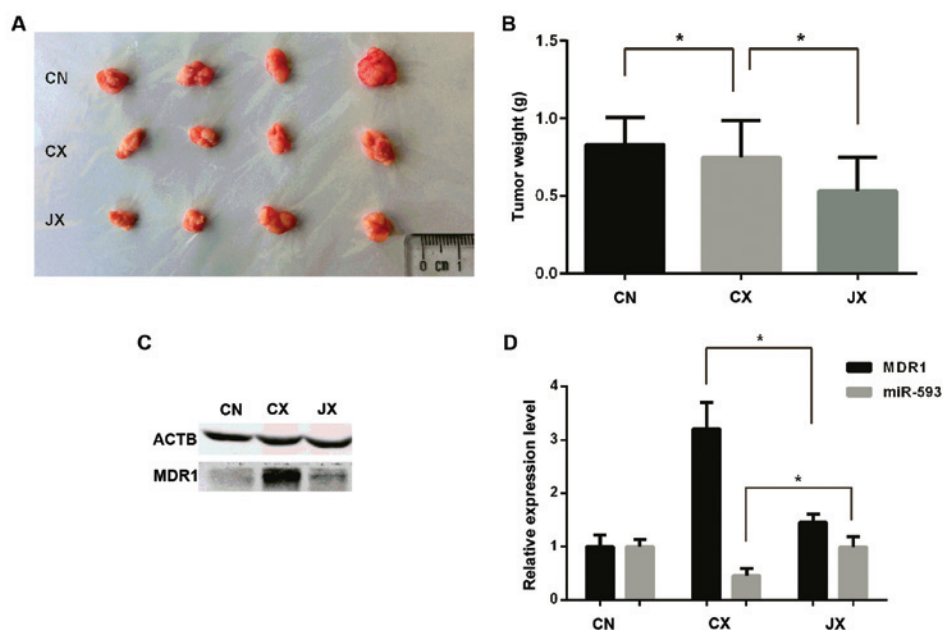 A
CN
CX
JX
0 cm 1
B
Tumor weight (g)
1.5
1.0
0.5
0.0
* *
CN CX JX
C
CN CX JX
ACTB
MDR1
D
Relative expression level
4
3
2
1
0
*
*
MDR1
miR-593
CN CX JX